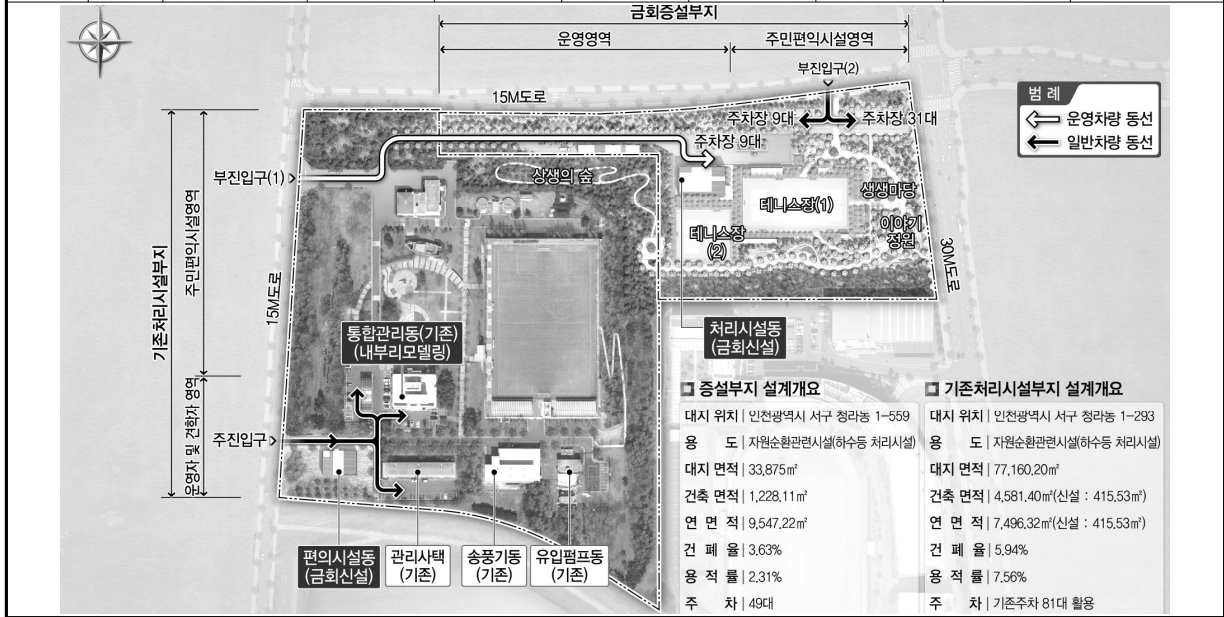 금회증설부지
운영영역
주민편익시설영역
부진입구(2)
15M도로
범 례
운영차량 동선
일반차량 동선
주차장 9대
주차장 31대
주차장 9대
부진입구(1)
상생의 숲
생생마당
테니스장(1)
이야기
정원
테니스장
(2)
30M도로
기존처리시설부지
주민편익시설영역
15M도로
운영자 및 견학자 영역
통합관리동(기존)
(내부리모델링)
처리시설동
(금회신설)
주진입구
편의시설동
(금회신설)
관리사택
(기존)
송풍기동
(기존)
유입펌프동
(기존)
증설부지 설계개요
대지 위치 | 인천광역시 서구 청라동 1-559
용 도 | 자원순환관련시설(하수등 처리시설)
대지 면적 | 33,875㎡
건축 면적 | 1,228.11㎡
연 면 적 | 9,547.22㎡
건 폐 율 | 3.63%
용 적 률 | 2.31%
주 차 | 49대
기존처리시설부지 설계개요
대지 위치 | 인천광역시 서구 청라동 1-293
용 도 | 자원순환관련시설(하수등 처리시설)
대지 면적 | 77,160.20㎡
건축 면적 | 4,581.40㎡(신설 : 415.53㎡)
연 면 적 | 7,496.32㎡(신설 : 415.53㎡)
건 폐 율 | 5.94%
용 적 률 | 7.56%
주 차 | 기존주차 81대 활용